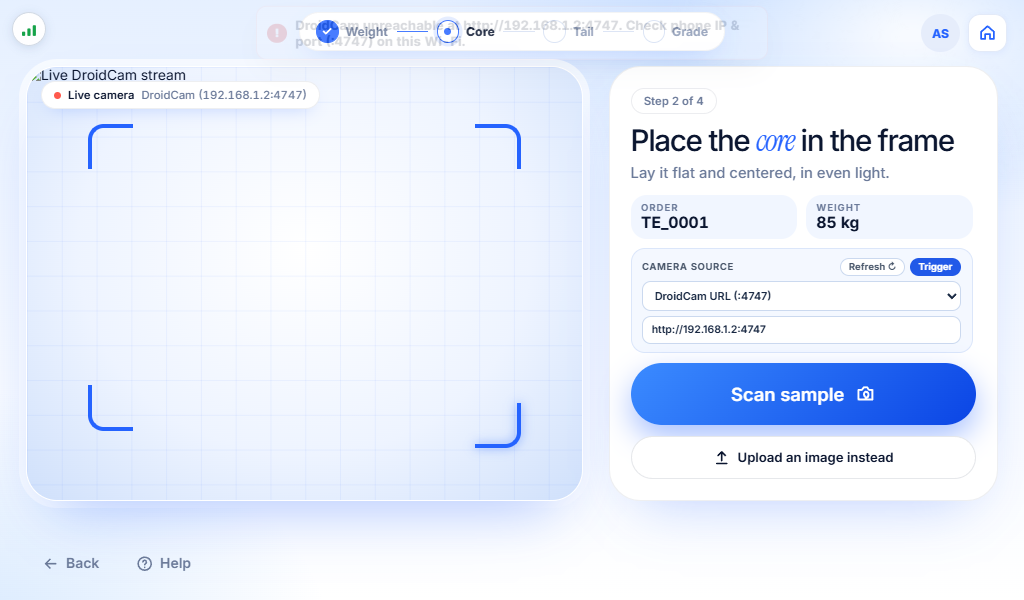 DroidCam unreachable at http://192.168.1.2:4747. Check phone IP &
port (:4747) on this Wi-Fi.
Weight
Core
Tail
Grade
AS
Live DroidCam stream
Live camera DroidCam (192.168.1.2:4747)
Step 2 of 4
Place the core in the frame
Lay it flat and centered, in even light.
ORDER
TE_0001
WEIGHT
85 kg
CAMERA SOURCE
Refresh ↻
Trigger
DroidCam URL (:4747)
http://192.168.1.2:4747
Scan sample
Upload an image instead
Back
Help